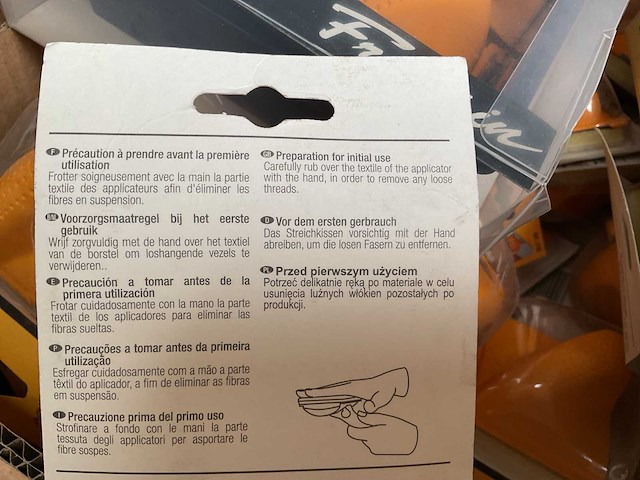 F Précaution à prendre avant la première
utilisation
Frotter soigneusement avec la main la partie
textile des applicateurs afin d'éliminer les
fibres en suspension.
Voorzorgsmaatregel bij het eerste
gebruik
Wrijf zorgvuldig met de hand over het textiel
van de borstel om loshangende vezels te
verwijderen..
E Precaución a tomar antes de la
primera utilización
Frotar cuidadosamente con la mano la parte
textil de los aplicadores para eliminar las
fibras sueltas.
P Precauções a tomar antes da primeira
utilização
Esfregar cuidadosamente com a mão a parte
têxtil do aplicador, a fim de eliminar as fibras
em suspensão.
I Precauzione prima del primo uso
Strofinare a fondo con le mani la parte
tessuta degli applicatori per asportare le
fibre sospes.
GB Preparation for initial use
Carefully rub over the textile of the applicator
with the hand, in order to remove any loose
threads.
D Vor dem ersten gerbrauch
Das Streichkissen vorsichtig mit der Hand
abreiben, um die losen Fasern zu entfernen.
PL Przed pierwszym użyciem
Potrzeć delikatnie ręką po materiale w celu
usunięcia luźnych włókien pozostałych po
produkcji.